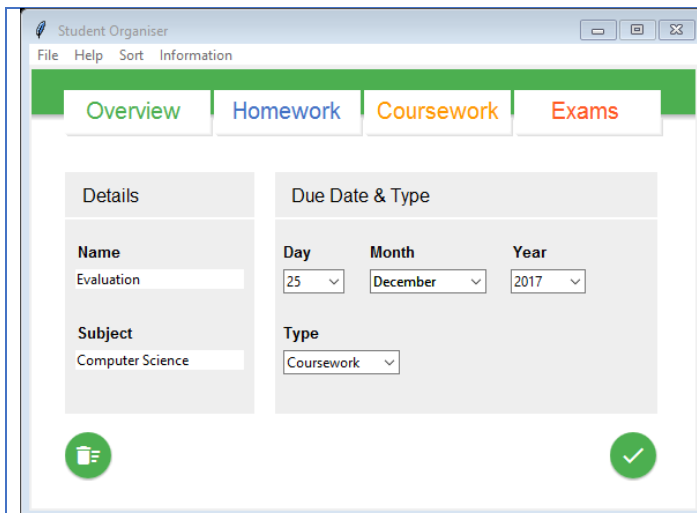 Student Organiser
File Help Sort Information
Overview Homework Coursework Exams
Details Due Date & Type
Name Day Month Year
Evaluation 25 December 2017
Subject Type
Computer Science Coursework